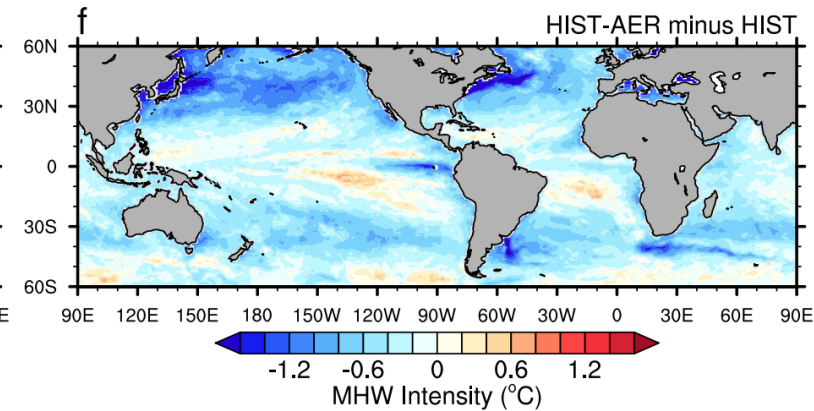 f HIST-AER minus HIST
60N
30N
0
30S
60S
E 90E 120E 150E 180 150W 120W 90W 60W 30W 0 30E 60E 90E
-1.2 -0.6 0 0.6 1.2
MHW Intensity (°C)